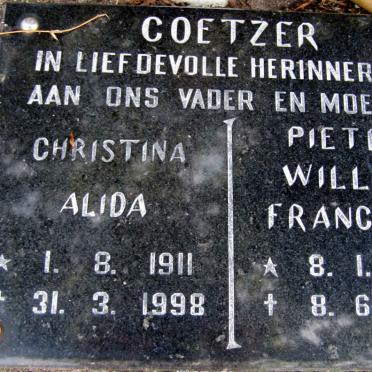 COETZER
IN LIEFDEVOLLE HERINNER
AAN ONS VADER EN MOE
CHRISTINA
ALIDA
* 1. 8. 1911
† 31. 3. 1998
PIET
WILL
FRANC
* 8. 1.
† 8. 6